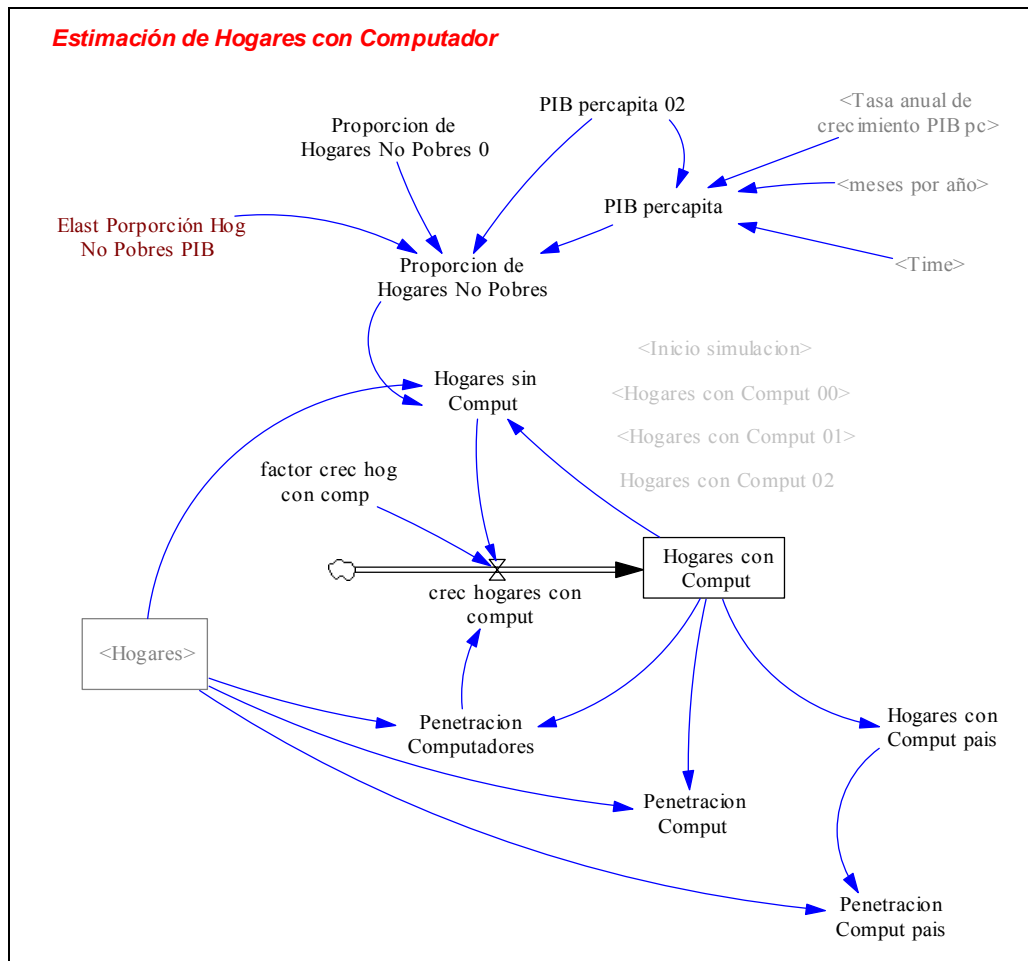 Estimación de Hogares con Computador
PIB percapita 02
<Tasa anual de
crecimiento PIB pc>
Proporcion de
Hogares No Pobres 0
<meses por año>
PIB percapita
Elast Porporción Hog
No Pobres PIB
<Time>
Proporcion de
Hogares No Pobres
<Inicio simulacion>
Hogares sin
Comput
<Hogares con Comput 00>
<Hogares con Comput 01>
factor crec hog
con comp
Hogares con Comput 02
Hogares con
Comput
crec hogares con
comput
<Hogares>
Penetracion
Computadores
Hogares con
Comput pais
Penetracion
Comput
Penetracion
Comput pais